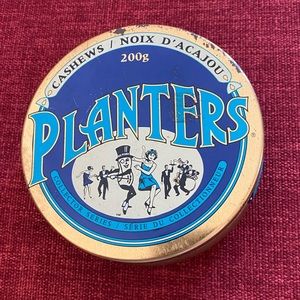 CASHEWS / NOIX D'ACAJOU
200g
PLANTERS
COLLECTOR SERIES / SÉRIE DU COLLECTIONNEUR